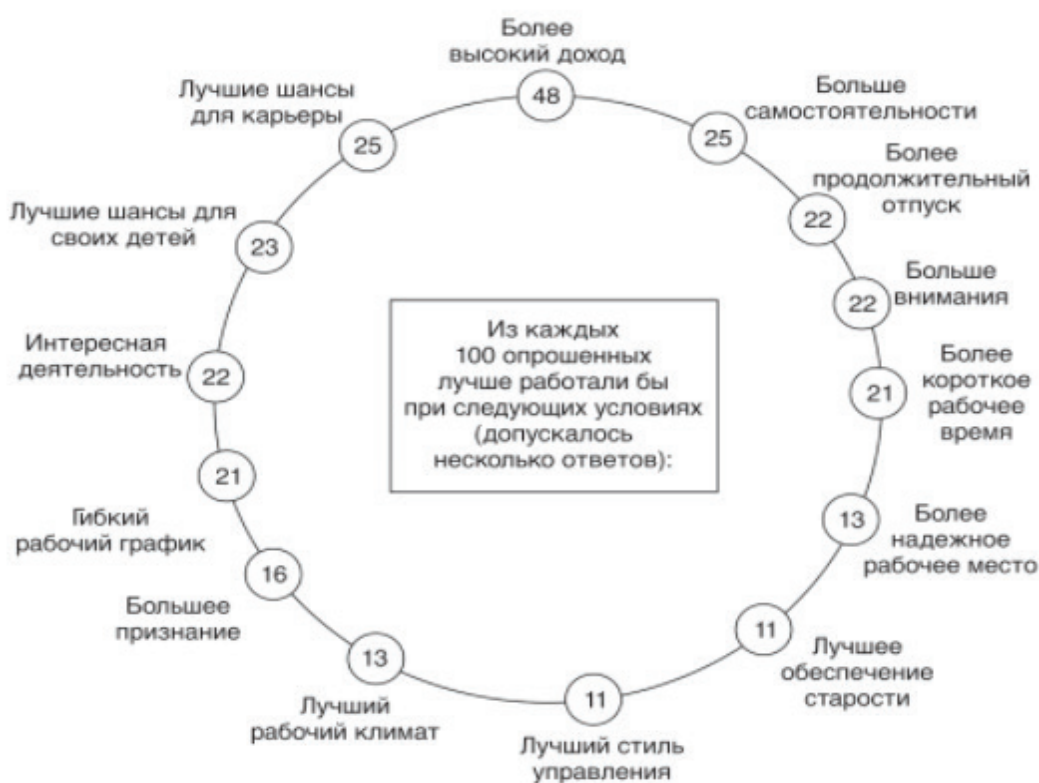 Более
высокий доход
48
Больше
самостоятельности
25
Более
продолжительный
отпуск
22
Больше
внимания
22
Более
короткое
рабочее
время
21
Более
надежное
рабочее место
13
Лучшее
обеспечение
старости
11
Лучший стиль
управления
11
Лучший
рабочий климат
13
Большее
признание
16
Гибкий
рабочий график
21
Интересная
деятельность
22
Лучшие шансы для
своих детей
23
Лучшие шансы
для карьеры
25
Из каждых
100 опрошенных
лучше работали бы
при следующих условиях
(допускалось
несколько ответов):